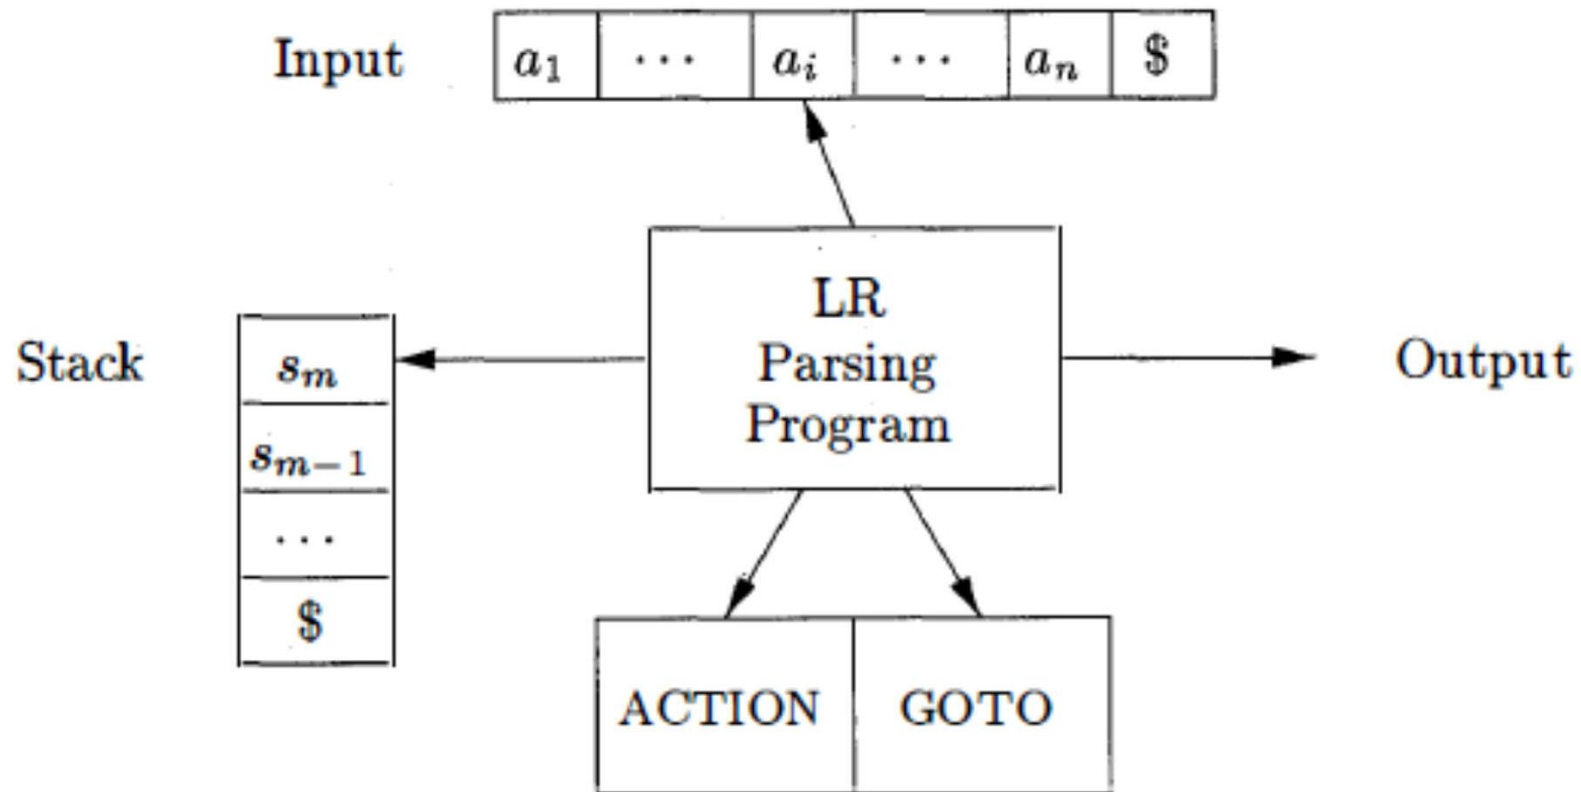 Input a₁ ... aᵢ ... aₙ $
LR
Stack sₘ Parsing Output
Program
sₘ₋₁
...
$
ACTION GOTO